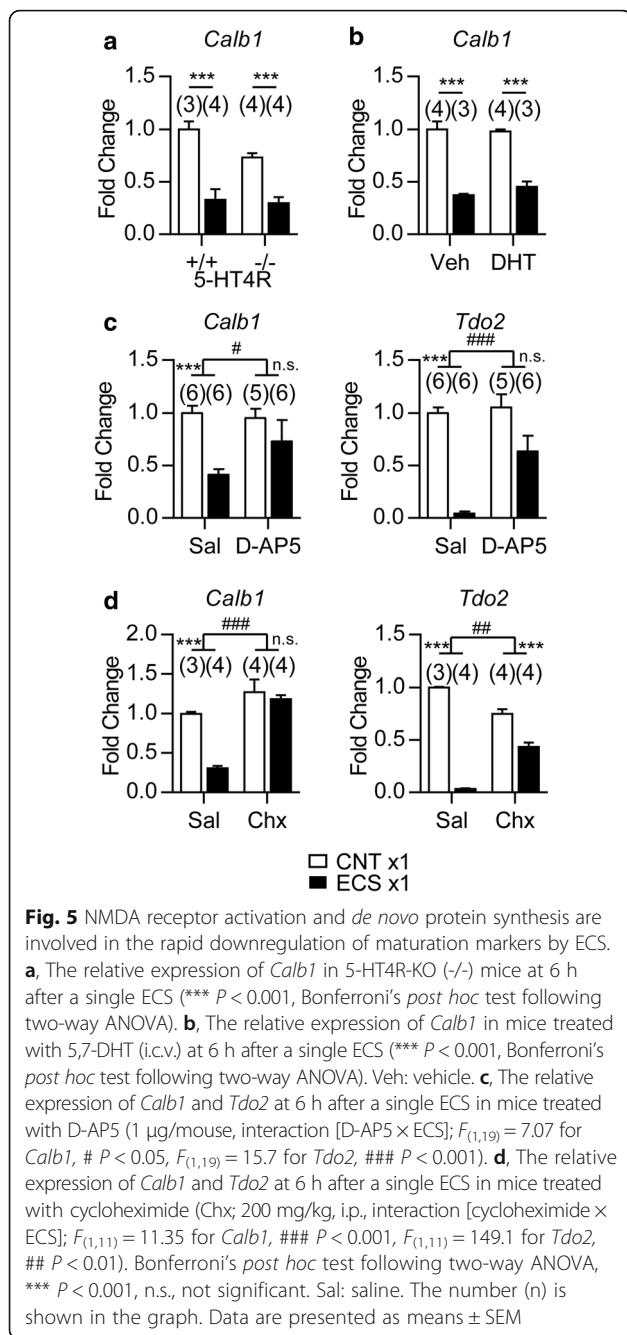 a
Calb1
***
***
(3)(4)
(4)(4)
Fold Change
1.5
1.0
0.5
0.0
+/+
-/-
5-HT4R
b
Calb1
***
***
(4)(3)
(4)(3)
Fold Change
1.5
1.0
0.5
0.0
Veh
DHT
c
Calb1
#
***
n.s.
(6)(6)
(5)(6)
Fold Change
1.5
1.0
0.5
0.0
Sal
D-AP5
Tdo2
###
***
n.s.
(6)(6)
(5)(6)
Fold Change
1.5
1.0
0.5
0.0
Sal
D-AP5
d
Calb1
###
***
n.s.
(3)(4)
(4)(4)
Fold Change
2.0
1.5
1.0
0.5
0.0
Sal
Chx
Tdo2
##
***
***
(3)(4)
(4)(4)
Fold Change
1.5
1.0
0.5
0.0
Sal
Chx
CNT x1
ECS x1
Fig. 5 NMDA receptor activation and de novo protein synthesis are
involved in the rapid downregulation of maturation markers by ECS.
a, The relative expression of Calb1 in 5-HT4R-KO (-/-) mice at 6 h
after a single ECS (*** P < 0.001, Bonferroni's post hoc test following
two-way ANOVA). b, The relative expression of Calb1 in mice treated
with 5,7-DHT (i.c.v.) at 6 h after a single ECS (*** P < 0.001, Bonferroni's
post hoc test following two-way ANOVA). Veh: vehicle. c, The relative
expression of Calb1 and Tdo2 at 6 h after a single ECS in mice treated
with D-AP5 (1 μg/mouse, interaction [D-AP5 × ECS]; F(1,19) = 7.07 for
Calb1, # P < 0.05, F(1,19) = 15.7 for Tdo2, ### P < 0.001). d, The relative
expression of Calb1 and Tdo2 at 6 h after a single ECS in mice treated
with cycloheximide (Chx; 200 mg/kg, i.p., interaction [cycloheximide ×
ECS]; F(1,11) = 11.35 for Calb1, ### P < 0.001, F(1,11) = 149.1 for Tdo2,
## P < 0.01). Bonferroni's post hoc test following two-way ANOVA,
*** P < 0.001, n.s., not significant. Sal: saline. The number (n) is
shown in the graph. Data are presented as means ± SEM